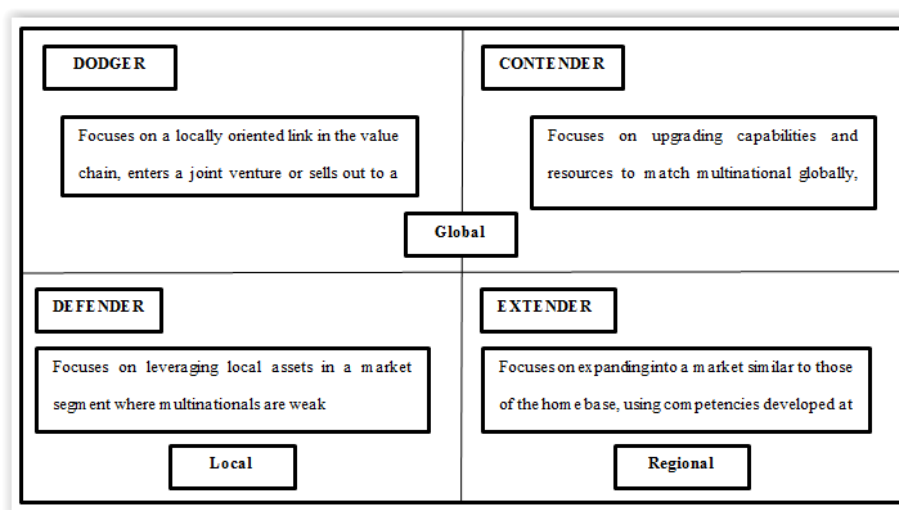 DODGER
Focuses on a locally oriented link in the value
chain, enters a joint venture or sells out to a
CONTENDER
Focuses on upgrading capabilities and
resources to match multinational globally,
Global
DEFENDER
Focuses on leveraging local assets in a market
segment where multinationals are weak
Local
EXTENDER
Focuses on expanding into a market similar to those
of the home base, using competencies developed at
Regional